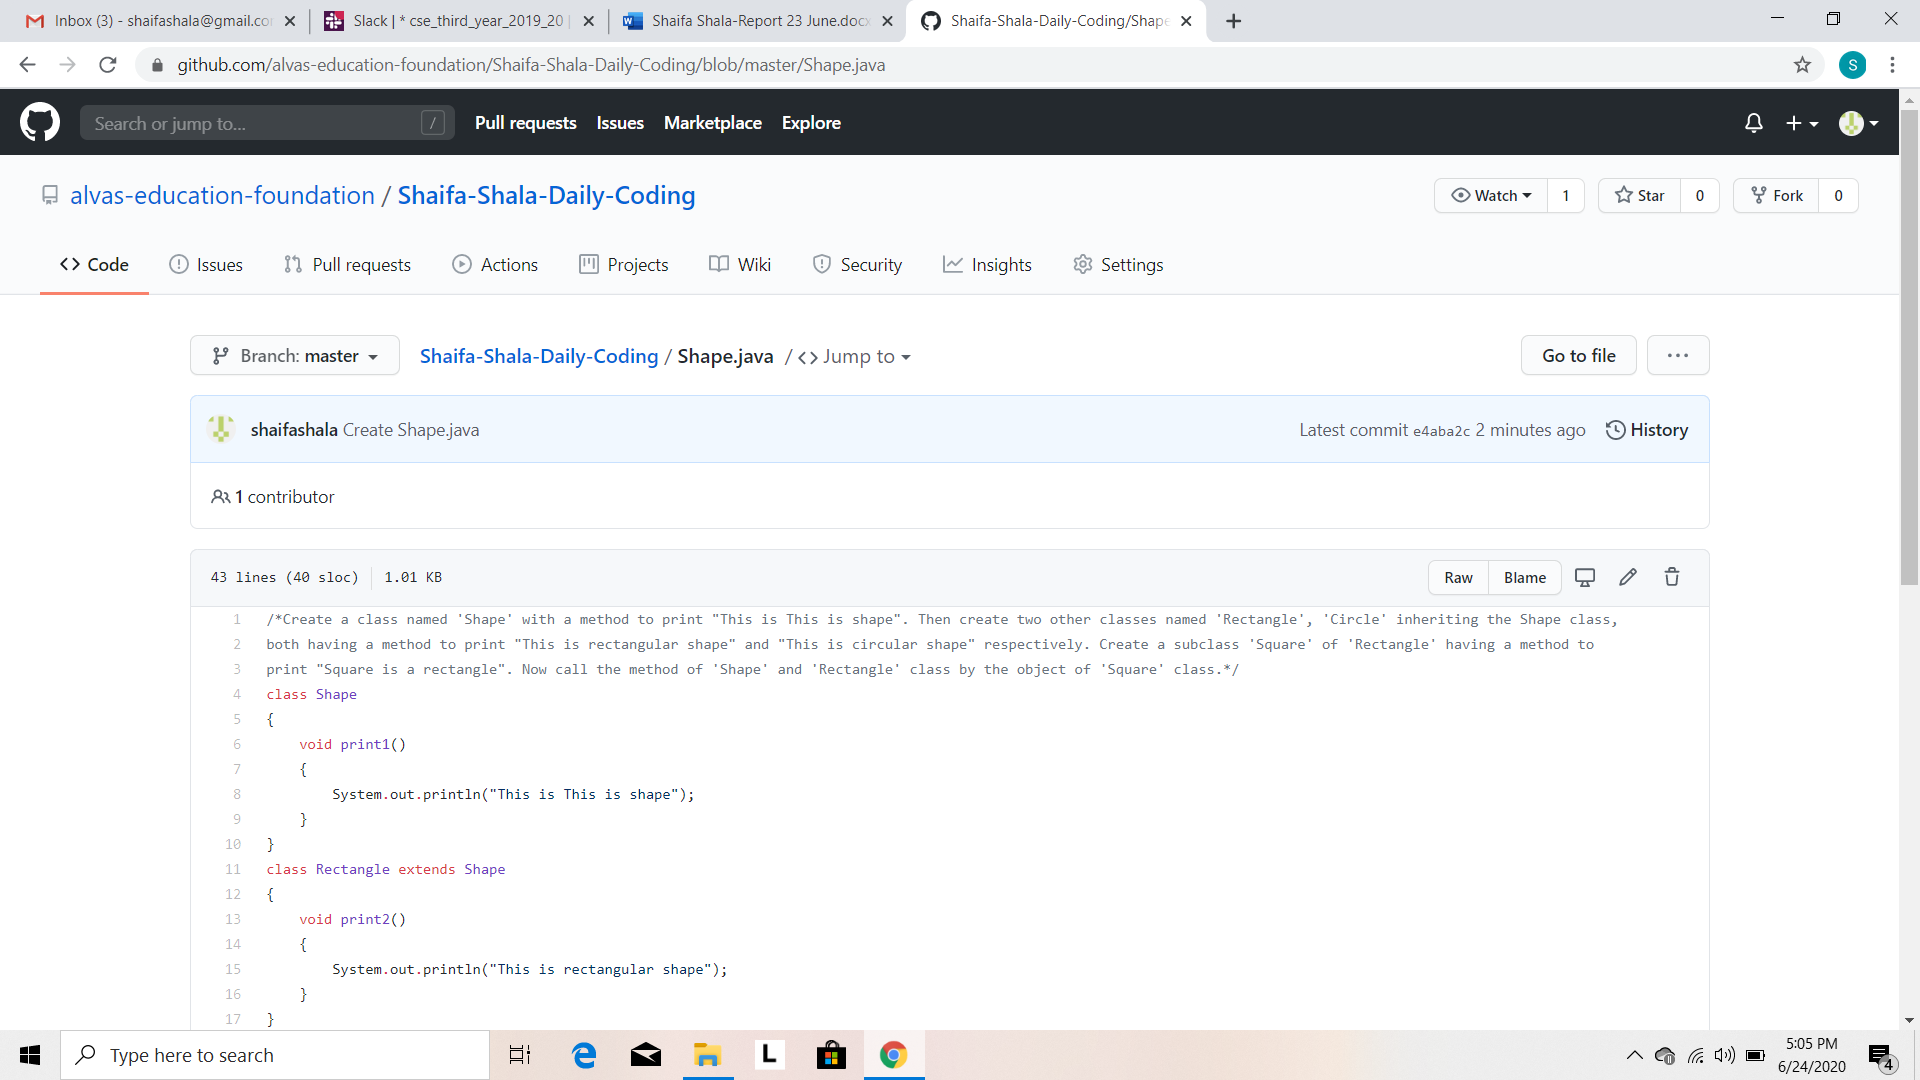 Inbox (3) - shaifashala@gmail.cor
Slack | * cse_third_year_2019_20 |
Shaifa Shala-Report 23 June.docx
Shaifa-Shala-Daily-Coding/Shape
github.com/alvas-education-foundation/Shaifa-Shala-Daily-Coding/blob/master/Shape.java
S
Search or jump to...
/
Pull requests
Issues
Marketplace
Explore
alvas-education-foundation / Shaifa-Shala-Daily-Coding
Watch 1
Star 0
Fork 0
Code
Issues
Pull requests
Actions
Projects
Wiki
Security
Insights
Settings
Branch: master
Shaifa-Shala-Daily-Coding / Shape.java / <> Jump to
Go to file
...
shaifashala Create Shape.java
Latest commit e4aba2c 2 minutes ago
History
1 contributor
43 lines (40 sloc) | 1.01 KB
Raw
Blame
1 /*Create a class named 'Shape' with a method to print "This is This is shape". Then create two other classes named 'Rectangle', 'Circle' inheriting the Shape class,
2 both having a method to print "This is rectangular shape" and "This is circular shape" respectively. Create a subclass 'Square' of 'Rectangle' having a method to
3 print "Square is a rectangle". Now call the method of 'Shape' and 'Rectangle' class by the object of 'Square' class.*/
4 class Shape
5 {
6 void print1()
7 {
8 System.out.println("This is This is shape");
9 }
10 }
11 class Rectangle extends Shape
12 {
13 void print2()
14 {
15 System.out.println("This is rectangular shape");
16 }
17 }
Type here to search
L
5:05 PM
6/24/2020
4